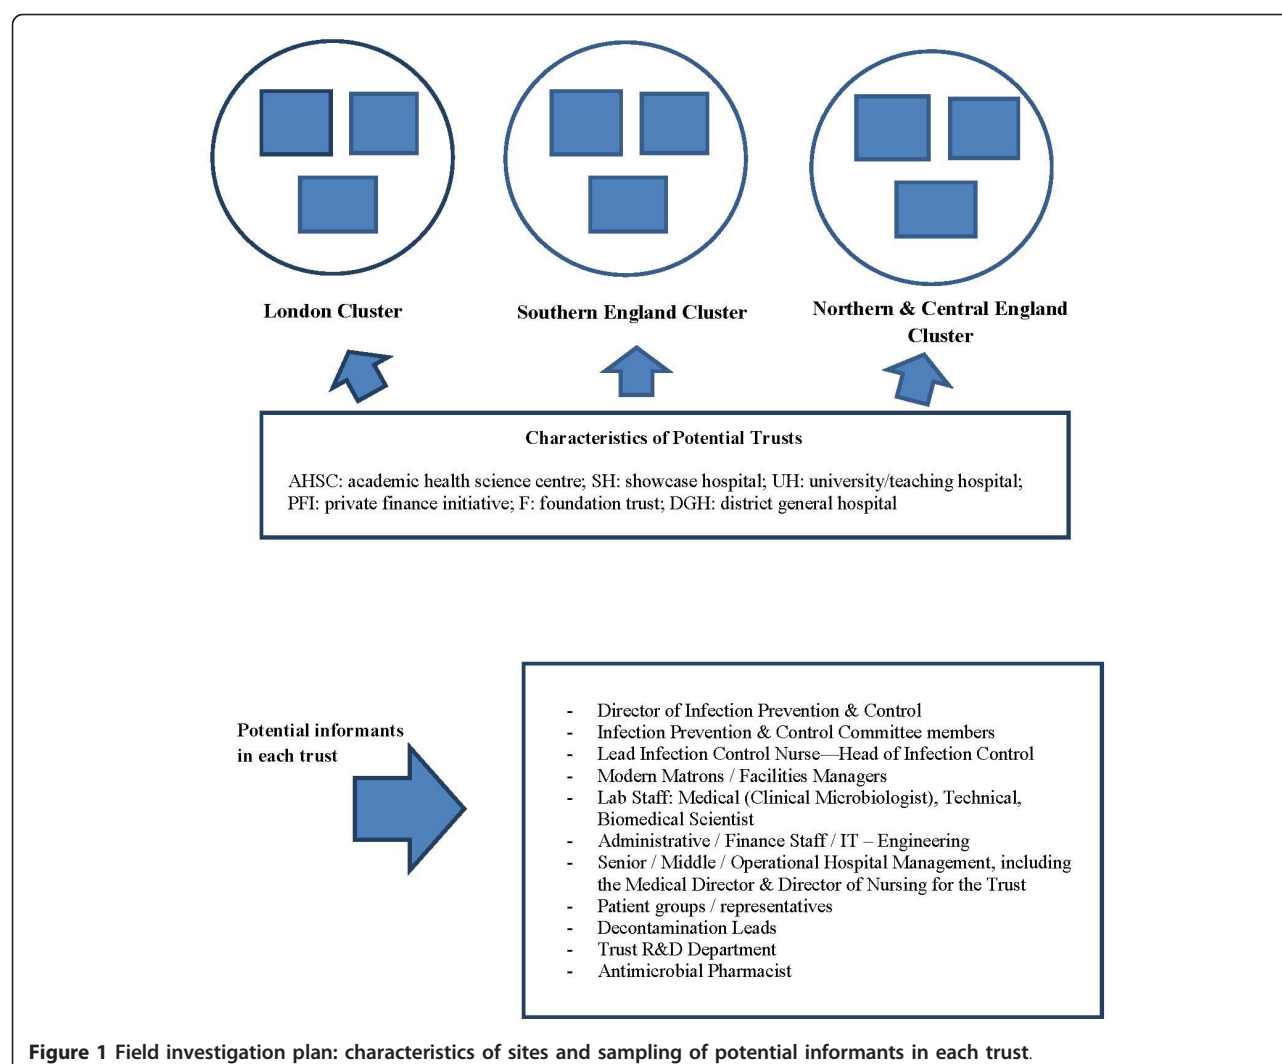 London Cluster
Southern England Cluster
Northern & Central England
Cluster
Characteristics of Potential Trusts
AHSC: academic health science centre; SH: showcase hospital; UH: university/teaching hospital;
PFI: private finance initiative; F: foundation trust; DGH: district general hospital
Potential informants
in each trust
- Director of Infection Prevention & Control
- Infection Prevention & Control Committee members
- Lead Infection Control Nurse—Head of Infection Control
- Modern Matrons / Facilities Managers
- Lab Staff: Medical (Clinical Microbiologist), Technical,
Biomedical Scientist
- Administrative / Finance Staff / IT – Engineering
- Senior / Middle / Operational Hospital Management, including
the Medical Director & Director of Nursing for the Trust
- Patient groups / representatives
- Decontamination Leads
- Trust R&D Department
- Antimicrobial Pharmacist
Figure 1 Field investigation plan: characteristics of sites and sampling of potential informants in each trust.